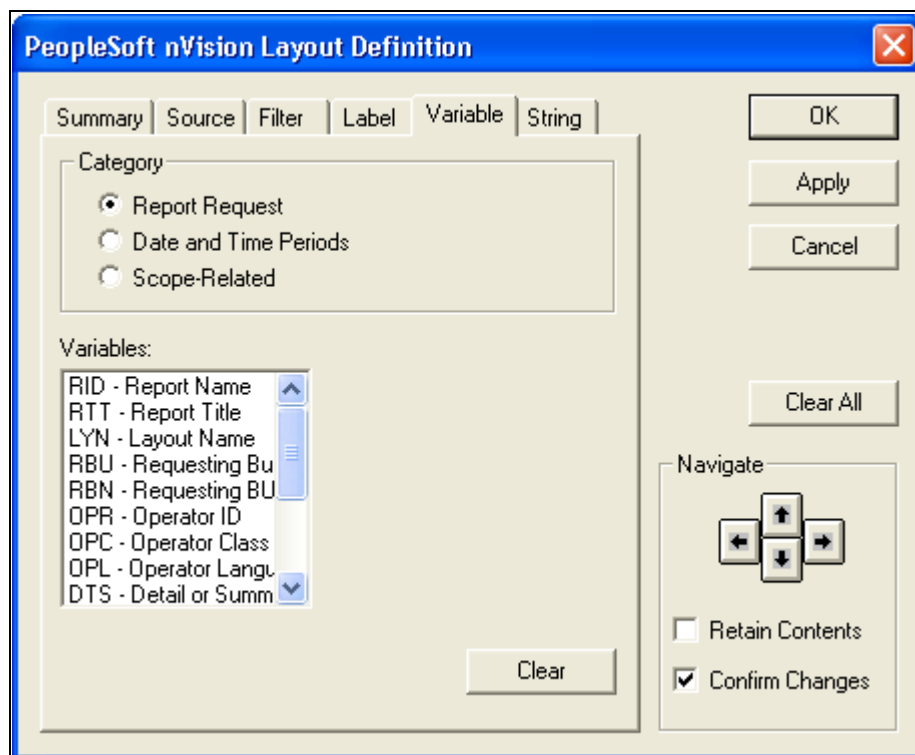 PeopleSoft nVision Layout Definition
Summary Source Filter Label Variable String
OK
Apply
Cancel
Category
Report Request
Date and Time Periods
Scope-Related
Variables:
RID - Report Name
RTT - Report Title
LYN - Layout Name
RBU - Requesting Bu
RBN - Requesting BU
OPR - Operator ID
OPC - Operator Class
OPL - Operator Langu
DTS - Detail or Summ
Clear
Clear All
Navigate
Retain Contents
Confirm Changes